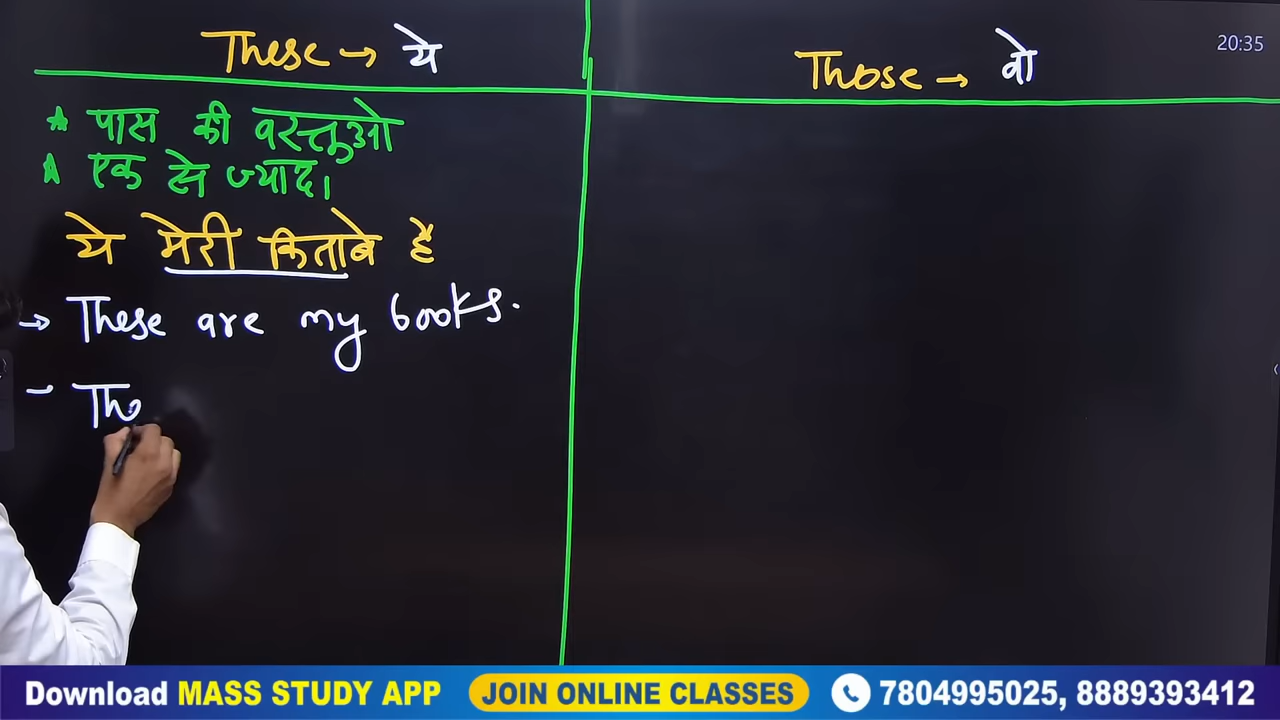 These → ये
Those → वो
20:35
* पास की वस्तुओ
* एक से ज्याद।
ये मेरी किताबे है
→ These are my books.
- The
Download MASS STUDY APP JOIN ONLINE CLASSES 7804995025, 8889393412